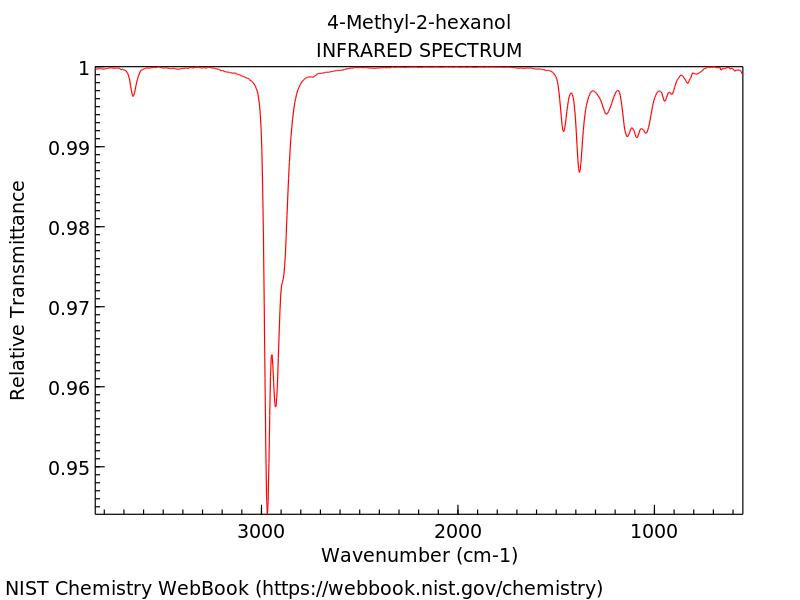 4-Methyl-2-hexanol
INFRARED SPECTRUM
1
0.99
0.98
0.97
0.96
0.95
Relative Transmittance
3000 2000 1000
Wavenumber (cm-1)
NIST Chemistry WebBook (https://webbook.nist.gov/chemistry)